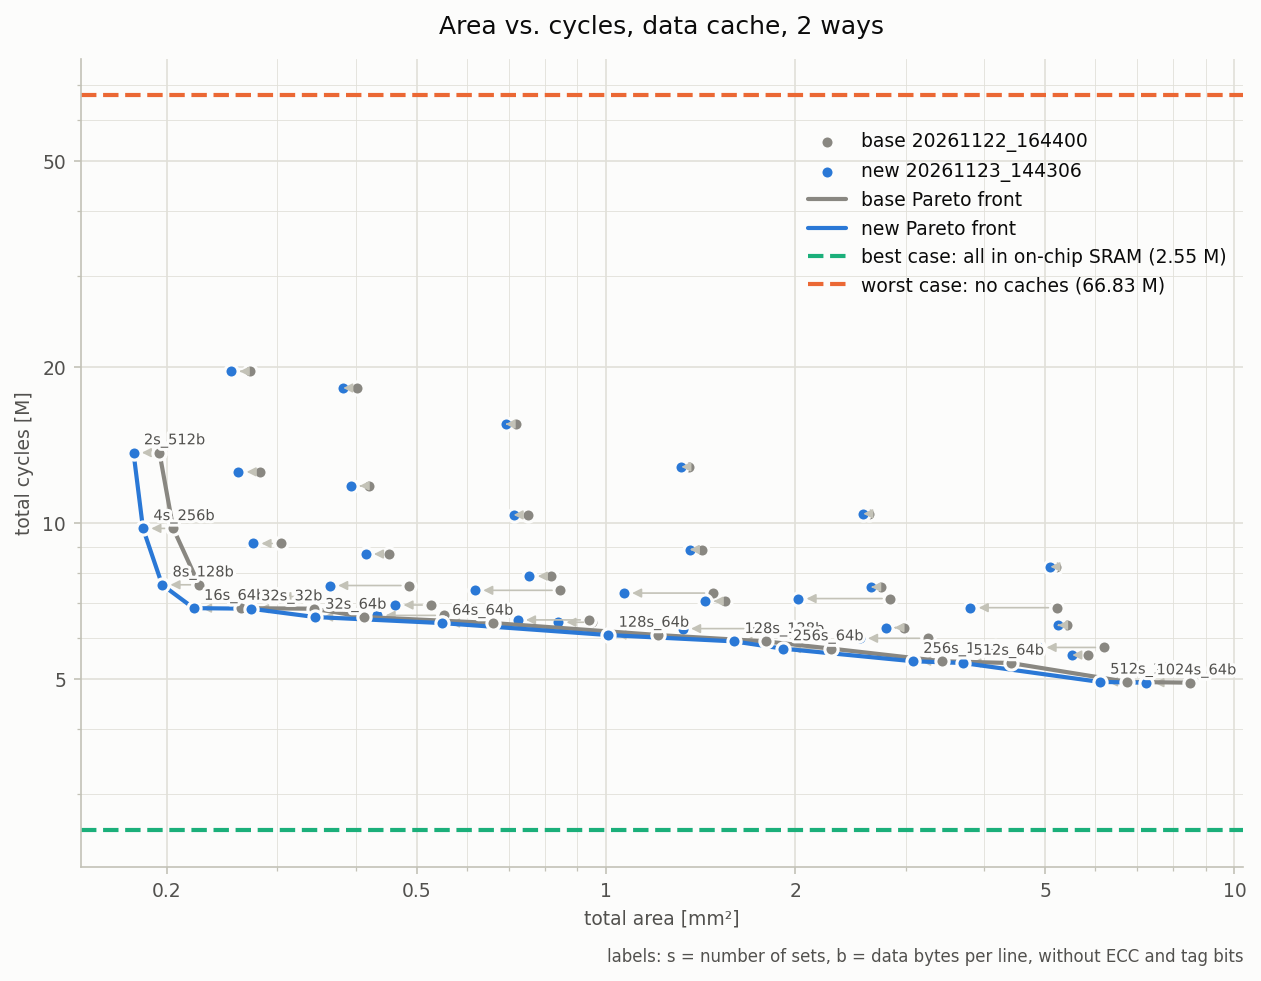 Area vs. cycles, data cache, 2 ways
total cycles [M]
50
20
10
5
base 20261122_164400
new 20261123_144306
base Pareto front
new Pareto front
best case: all in on-chip SRAM (2.55 M)
worst case: no caches (66.83 M)
2s_512b
4s_256b
8s_128b
32s_32b
32s_64b
64s_64b
128s_64b
256s_64b
512s_64b
1024s_64b
0.2
0.5
1
2
5
10
total area [mm²]
labels: s = number of sets, b = data bytes per line, without ECC and tag bits